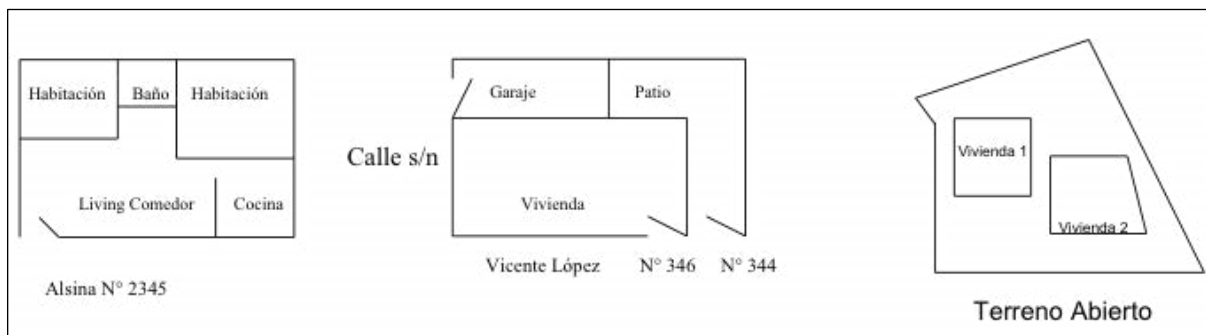 Habitación
Baño
Habitación
Living Comedor
Cocina
Alsina N° 2345
Garaje
Patio
Calle s/n
Vivienda
Vicente López
N° 346
N° 344
Vivienda 1
Vivienda 2
Terreno Abierto